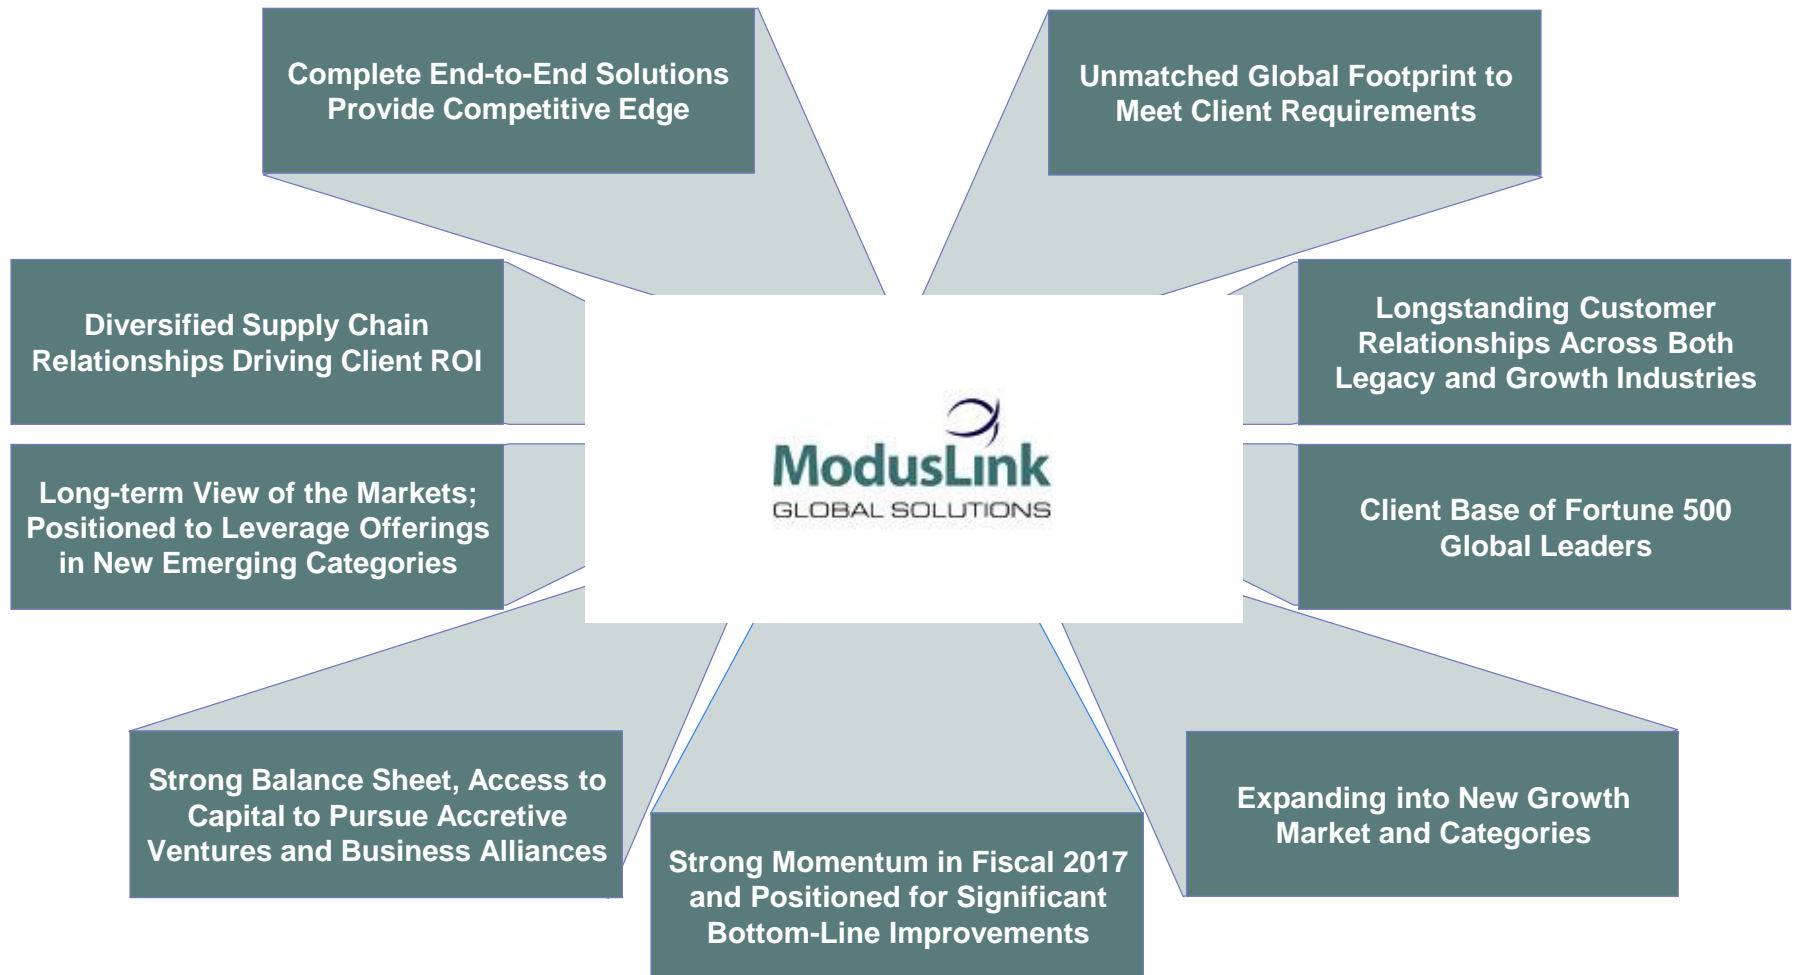 Complete End-to-End Solutions
Provide Competitive Edge
Unmatched Global Footprint to
Meet Client Requirements
Diversified Supply Chain
Relationships Driving Client ROI
Longstanding Customer
Relationships Across Both
Legacy and Growth Industries
ModusLink
GLOBAL SOLUTIONS
Long-term View of the Markets;
Positioned to Leverage Offerings
in New Emerging Categories
Client Base of Fortune 500
Global Leaders
Strong Balance Sheet, Access to
Capital to Pursue Accretive
Ventures and Business Alliances
Strong Momentum in Fiscal 2017
and Positioned for Significant
Bottom-Line Improvements
Expanding into New Growth
Market and Categories